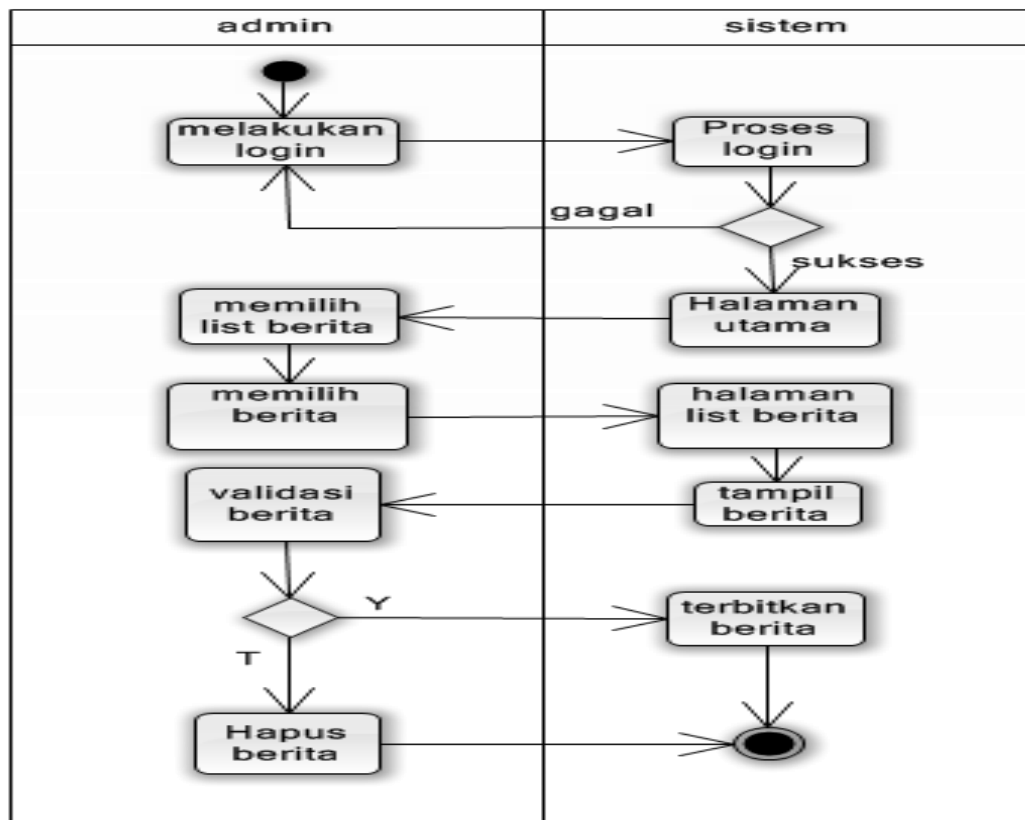 admin
sistem
melakukan
login
Proses
login
gagal
sukses
Halaman
utama
memilih
list berita
memilih
berita
halaman
list berita
tampil
berita
validasi
berita
Y
terbitkan
berita
T
Hapus
berita